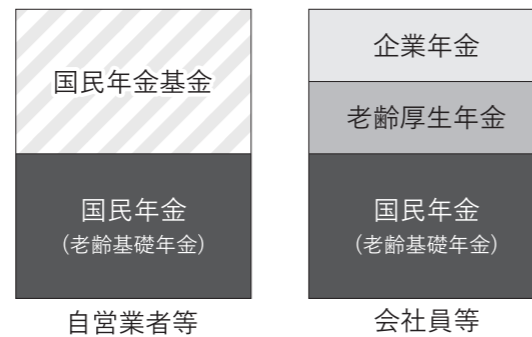 国民年金基金
国民年金
(老齢基礎年金)
自営業者等
企業年金
老齢厚生年金
国民年金
(老齢基礎年金)
会社員等